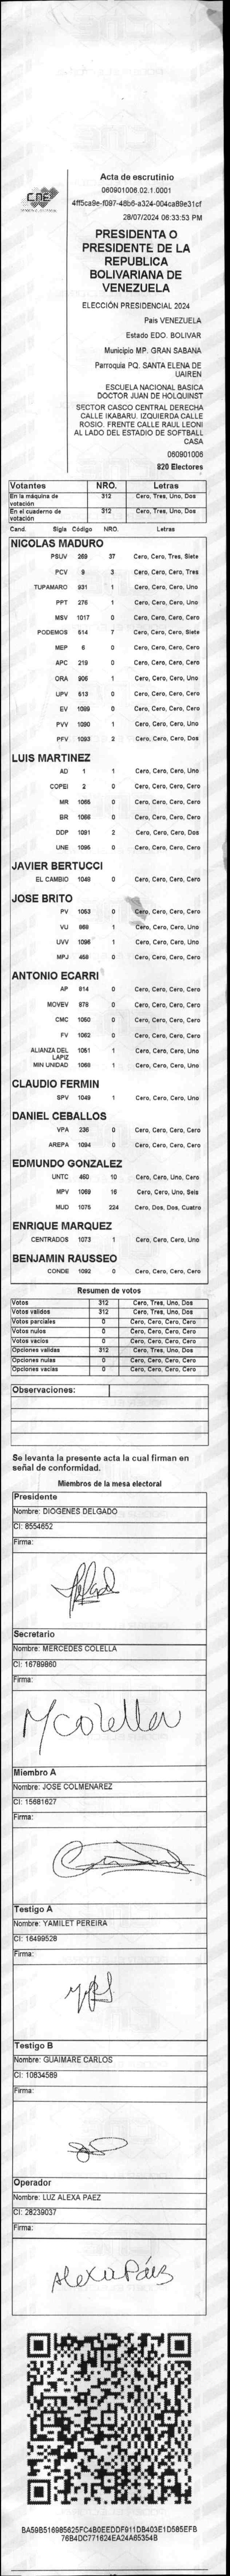 CNE
Acta de escrutinio
060901006.02.1.0001
4ff5ca9e-f097-46b6-a324-004ca89e31cf
28/07/2024 06:33:53 PM
PRESIDENTA O
PRESIDENTE DE LA
REPUBLICA
BOLIVARIANA DE
VENEZUELA
ELECCIÓN PRESIDENCIAL 2024
País VENEZUELA
Estado EDO. BOLIVAR
Municipio MP. GRAN SABANA
Parroquia PQ. SANTA ELENA DE
UAIREN
ESCUELA NACIONAL BASICA
DOCTOR JUAN DE HOLQUINST
SECTOR CASCO CENTRAL DERECHA
CALLE IKABARU. IZQUIERDA CALLE
ROSIO. FRENTE CALLE RAUL LEONI
AL LADO DEL ESTADIO DE SOFTBALL
CASA
060901006
820 Electores
Votantes NRO. Letras
En la máquina de votación 312 Cero, Tres, Uno, Dos
En el cuaderno de votación 312 Cero, Tres, Uno, Dos
Cand. Sigla Código NRO. Letras
NICOLAS MADURO
PSUV 269 37 Cero, Cero, Tres, Siete
PCV 9 3 Cero, Cero, Cero, Tres
TUPAMARO 931 1 Cero, Cero, Cero, Uno
PPT 276 1 Cero, Cero, Cero, Uno
MSV 1017 0 Cero, Cero, Cero, Cero
PODEMOS 514 7 Cero, Cero, Cero, Siete
MEP 6 0 Cero, Cero, Cero, Cero
APC 219 0 Cero, Cero, Cero, Cero
ORA 906 1 Cero, Cero, Cero, Uno
UPV 513 0 Cero, Cero, Cero, Cero
EV 1089 0 Cero, Cero, Cero, Cero
PVV 1090 1 Cero, Cero, Cero, Uno
PFV 1093 2 Cero, Cero, Cero, Dos
LUIS MARTINEZ
AD 1 1 Cero, Cero, Cero, Uno
COPEI 2 0 Cero, Cero, Cero, Cero
MR 1065 0 Cero, Cero, Cero, Cero
BR 1066 0 Cero, Cero, Cero, Cero
DDP 1091 2 Cero, Cero, Cero, Dos
UNE 1095 0 Cero, Cero, Cero, Cero
JAVIER BERTUCCI
EL CAMBIO 1048 0 Cero, Cero, Cero, Cero
JOSE BRITO
PV 1053 0 Cero, Cero, Cero, Cero
VU 868 1 Cero, Cero, Cero, Uno
UVV 1096 1 Cero, Cero, Cero, Uno
MPJ 458 0 Cero, Cero, Cero, Cero
ANTONIO ECARRI
AP 814 0 Cero, Cero, Cero, Cero
MOVEV 878 0 Cero, Cero, Cero, Cero
CMC 1050 0 Cero, Cero, Cero, Cero
FV 1062 0 Cero, Cero, Cero, Cero
ALIANZA DEL LAPIZ 1051 1 Cero, Cero, Cero, Uno
MIN UNIDAD 1068 1 Cero, Cero, Cero, Uno
CLAUDIO FERMIN
SPV 1049 1 Cero, Cero, Cero, Uno
DANIEL CEBALLOS
VPA 236 0 Cero, Cero, Cero, Cero
AREPA 1094 0 Cero, Cero, Cero, Cero
EDMUNDO GONZALEZ
UNTC 460 10 Cero, Cero, Uno, Cero
MPV 1069 16 Cero, Cero, Uno, Seis
MUD 1075 224 Cero, Dos, Dos, Cuatro
ENRIQUE MARQUEZ
CENTRADOS 1073 1 Cero, Cero, Cero, Uno
BENJAMIN RAUSSEO
CONDE 1092 0 Cero, Cero, Cero, Cero
Resumen de votos
Votos 312 Cero, Tres, Uno, Dos
Votos válidos 312 Cero, Tres, Uno, Dos
Votos parciales 0 Cero, Cero, Cero, Cero
Votos nulos 0 Cero, Cero, Cero, Cero
Votos vacíos 0 Cero, Cero, Cero, Cero
Opciones validas 312 Cero, Tres, Uno, Dos
Opciones nulas 0 Cero, Cero, Cero, Cero
Opciones vacías 0 Cero, Cero, Cero, Cero
Observaciones:
Se levanta la presente acta la cual firman en
señal de conformidad.
Miembros de la mesa electoral
Presidente
Nombre: DIOGENES DELGADO
CI: 8554652
Firma:
Secretario
Nombre: MERCEDES COLELLA
CI: 16789860
Firma:
MColella
Miembro A
Nombre: JOSE COLMENAREZ
CI: 15681627
Firma:
Testigo A
Nombre: YAMILET PEREIRA
CI: 16499528
Firma:
Testigo B
Nombre: GUAIMARE CARLOS
CI: 10834589
Firma:
Operador
Nombre: LUZ ALEXA PAEZ
CI: 28239037
Firma:
Alexa Páez
BA59B516985625FC4B0EEDDF911DB403E1D585EFB
76B4DC771624EA24A65354B